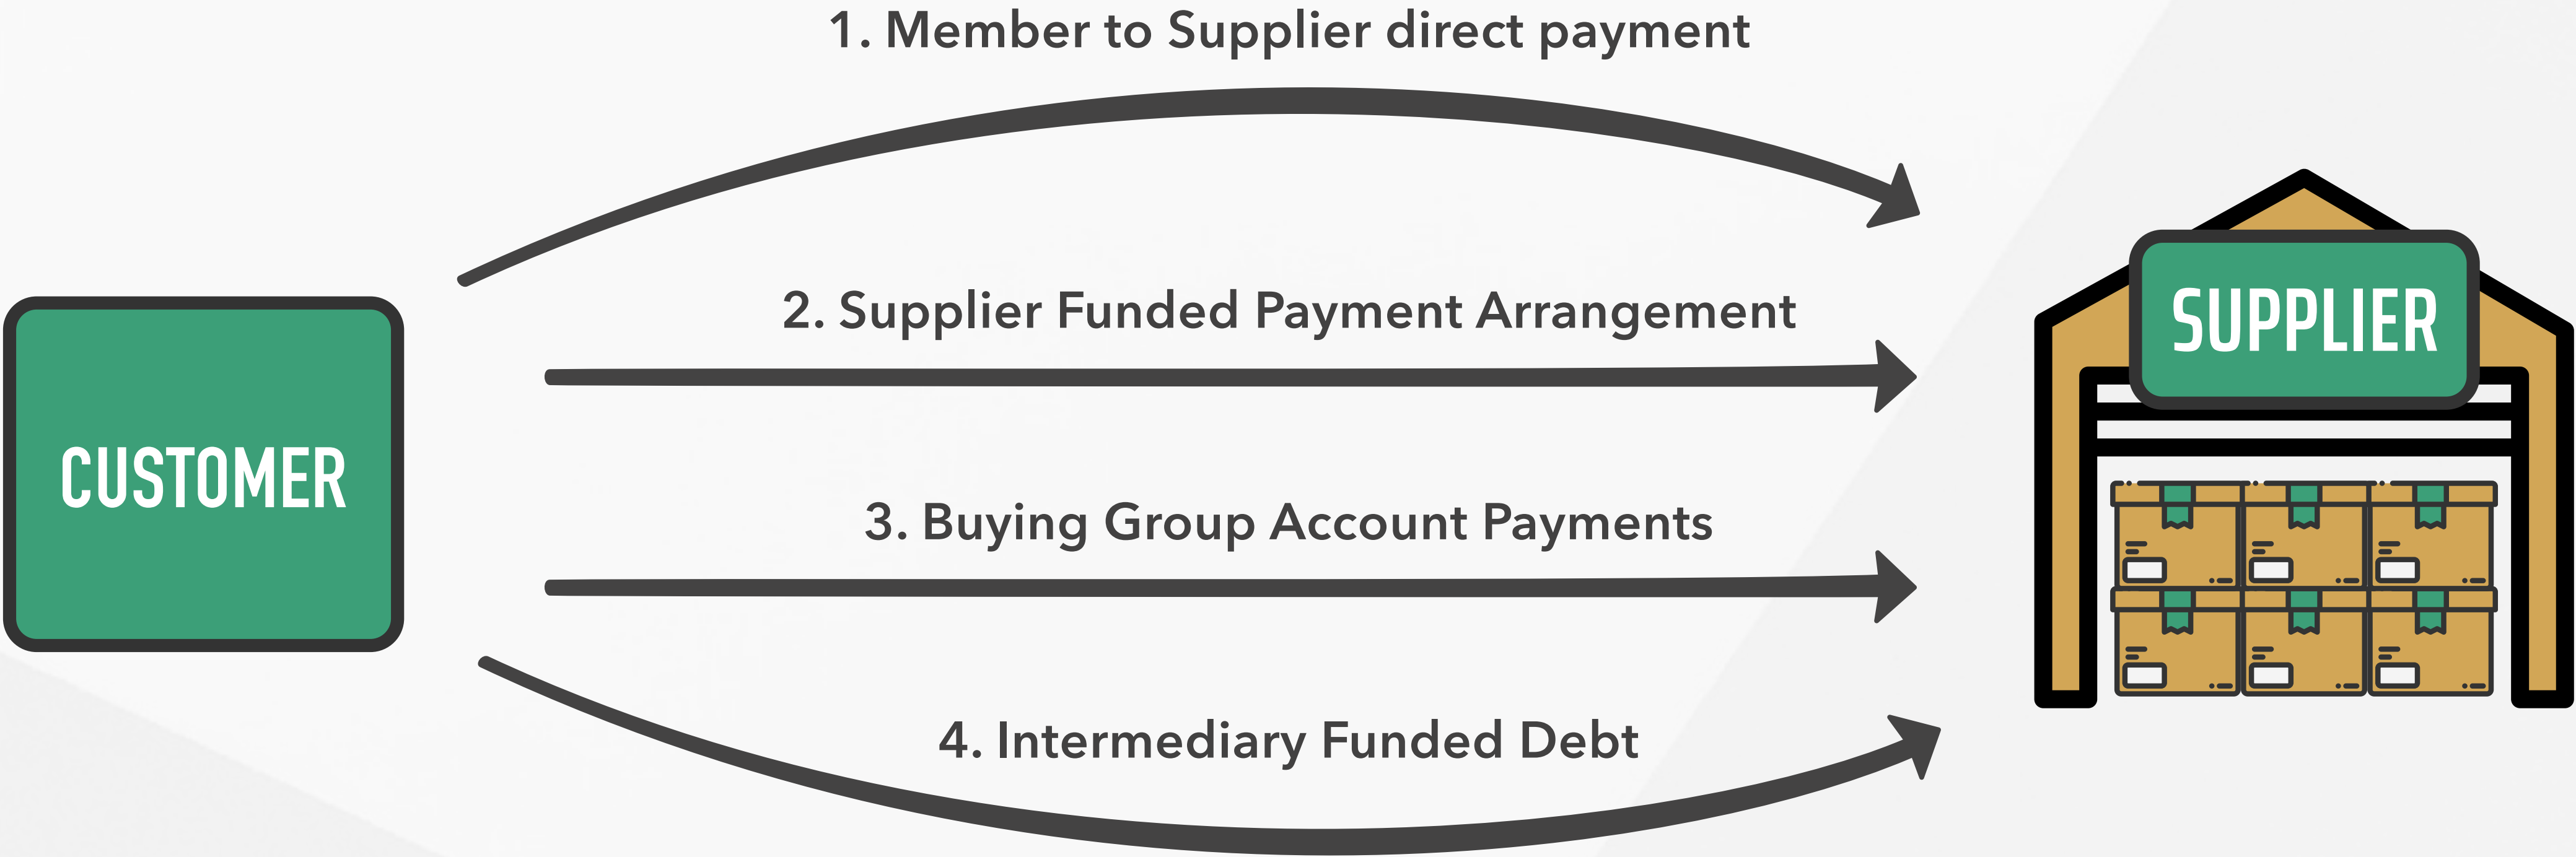 1. Member to Supplier direct payment
2. Supplier Funded Payment Arrangement
SUPPLIER
CUSTOMER
3. Buying Group Account Payments
4. Intermediary Funded Debt